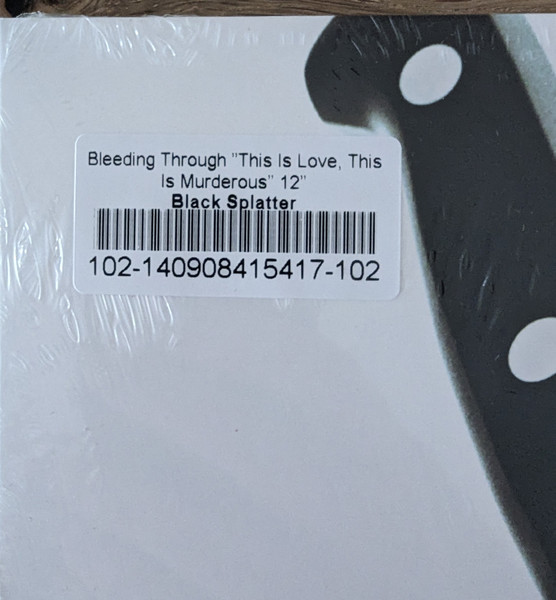 Bleeding Through "This Is Love, This
Is Murderous" 12"
Black Splatter
102-140908415417-102